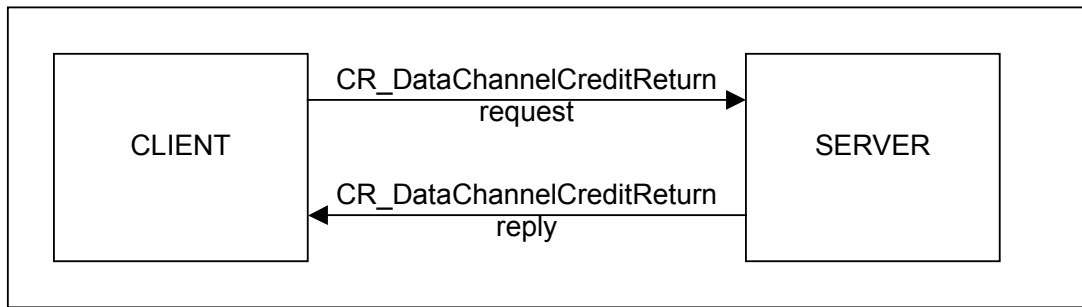 CR_DataChannelCreditReturn
request
CLIENT
SERVER
CR_DataChannelCreditReturn
reply